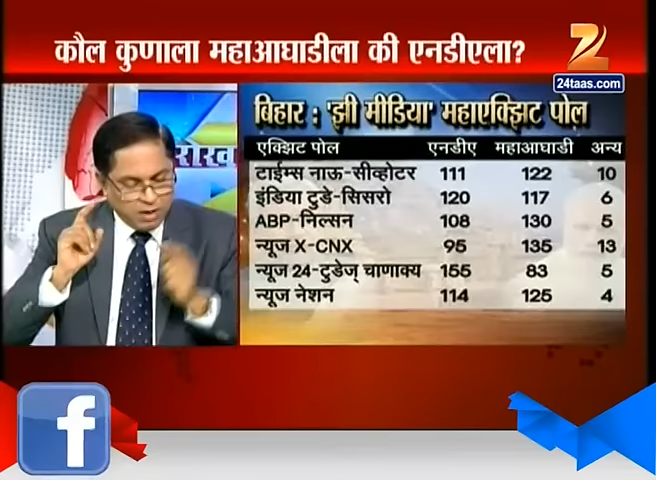 कौल कुणाला महाआघाडीला की एनडीएला?
24taas.com
बिहार : 'झी मीडिया' महाएक्झिट पोल
एक्झिट पोल एनडीए महाआघाडी अन्य
टाईम्स नाऊ-सीव्होटर 111 122 10
इंडिया टुडे-सिसरो 120 117 6
ABP-निल्सन 108 130 5
न्यूज X-CNX 95 135 13
न्यूज 24-टुडेज् चाणाक्य 155 83 5
न्यूज नेशन 114 125 4